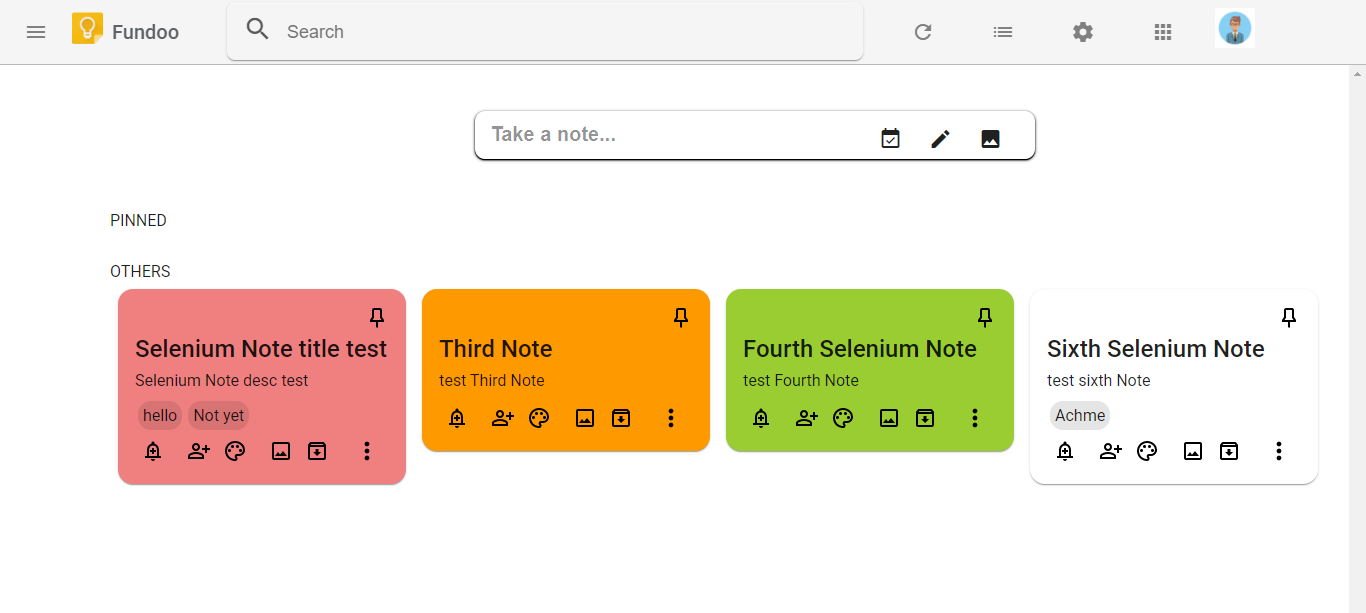 Fundoo
Search
Take a note...
PINNED
OTHERS
Selenium Note title test
Selenium Note desc test
hello
Not yet
Third Note
test Third Note
Fourth Selenium Note
test Fourth Note
Sixth Selenium Note
test sixth Note
Achme